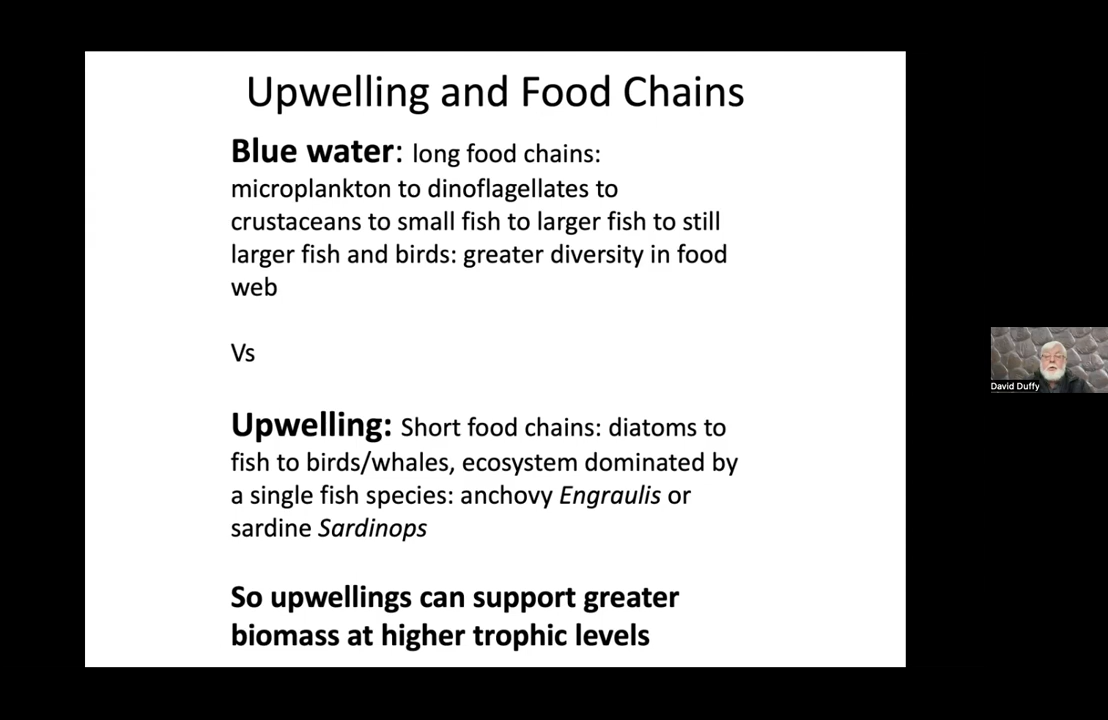 Upwelling and Food Chains
Blue water: long food chains:
microplankton to dinoflagellates to
crustaceans to small fish to larger fish to still
larger fish and birds: greater diversity in food
web
Vs
Upwelling: Short food chains: diatoms to
fish to birds/whales, ecosystem dominated by
a single fish species: anchovy Engraulis or
sardine Sardinops
So upwellings can support greater
biomass at higher trophic levels
David Duffy